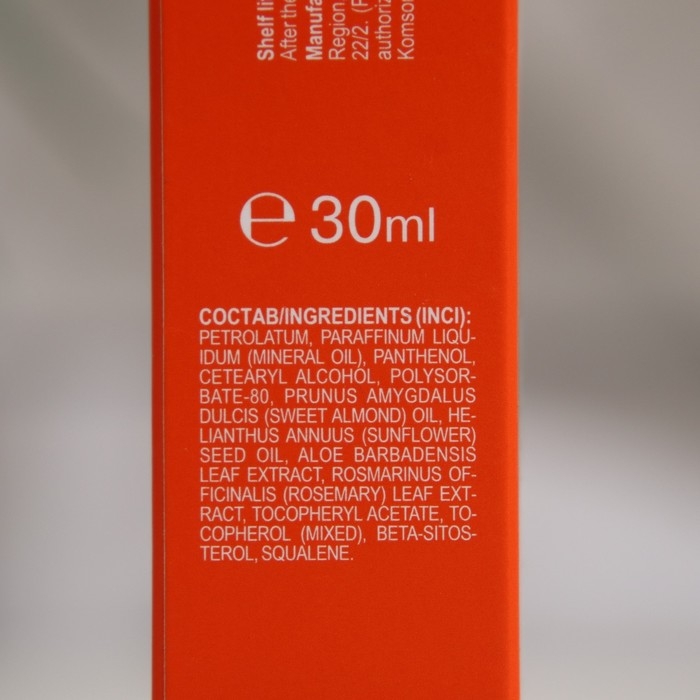 Shelf li
After the
Manufa
Region,
22/2. (F
authoriz
Komso
℮ 30ml
СОСТАВ/INGREDIENTS (INCI):
PETROLATUM, PARAFFINUM LIQU-
IDUM (MINERAL OIL), PANTHENOL,
CETEARYL ALCOHOL, POLYSOR-
BATE-80, PRUNUS AMYGDALUS
DULCIS (SWEET ALMOND) OIL, HE-
LIANTHUS ANNUUS (SUNFLOWER)
SEED OIL, ALOE BARBADENSIS
LEAF EXTRACT, ROSMARINUS OF-
FICINALIS (ROSEMARY) LEAF EXT-
RACT, TOCOPHERYL ACETATE, TO-
COPHEROL (MIXED), BETA-SITOS-
TEROL, SQUALENE.